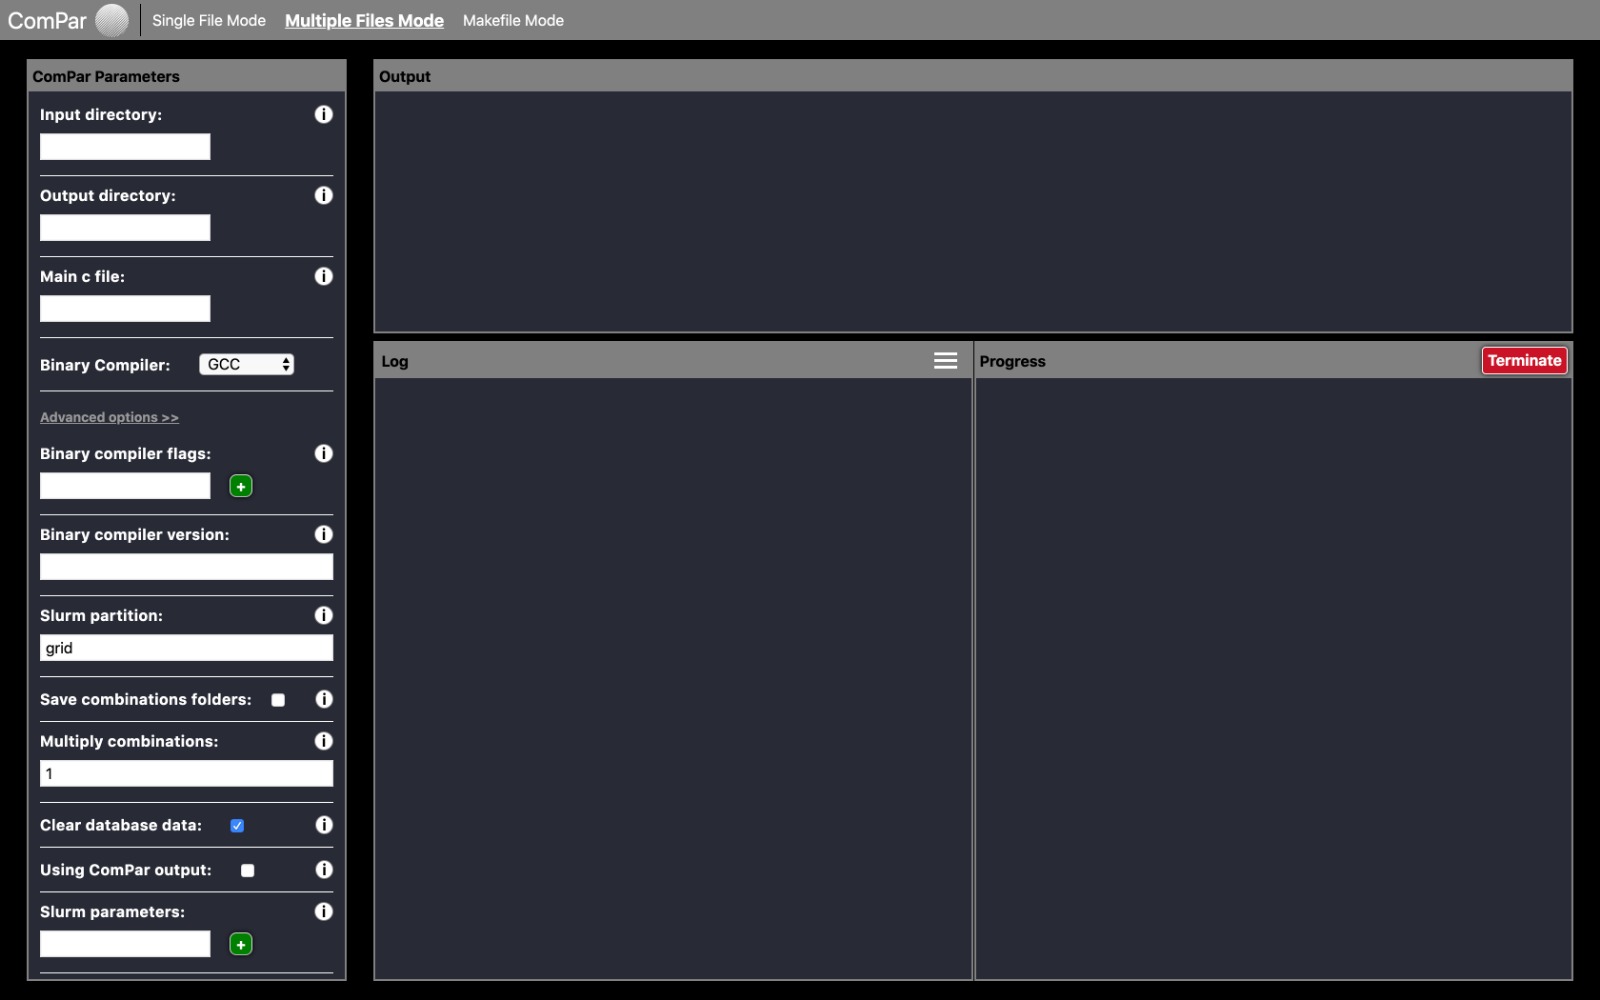 ComPar Single File Mode Multiple Files Mode Makefile Mode
ComPar Parameters
Input directory:
Output directory:
Main c file:
Binary Compiler: GCC
Advanced options >>
Binary compiler flags:
+
Binary compiler version:
Slurm partition:
grid
Save combinations folders:
Multiply combinations:
1
Clear database data:
Using ComPar output:
Slurm parameters:
+
Output
Log
Progress Terminate